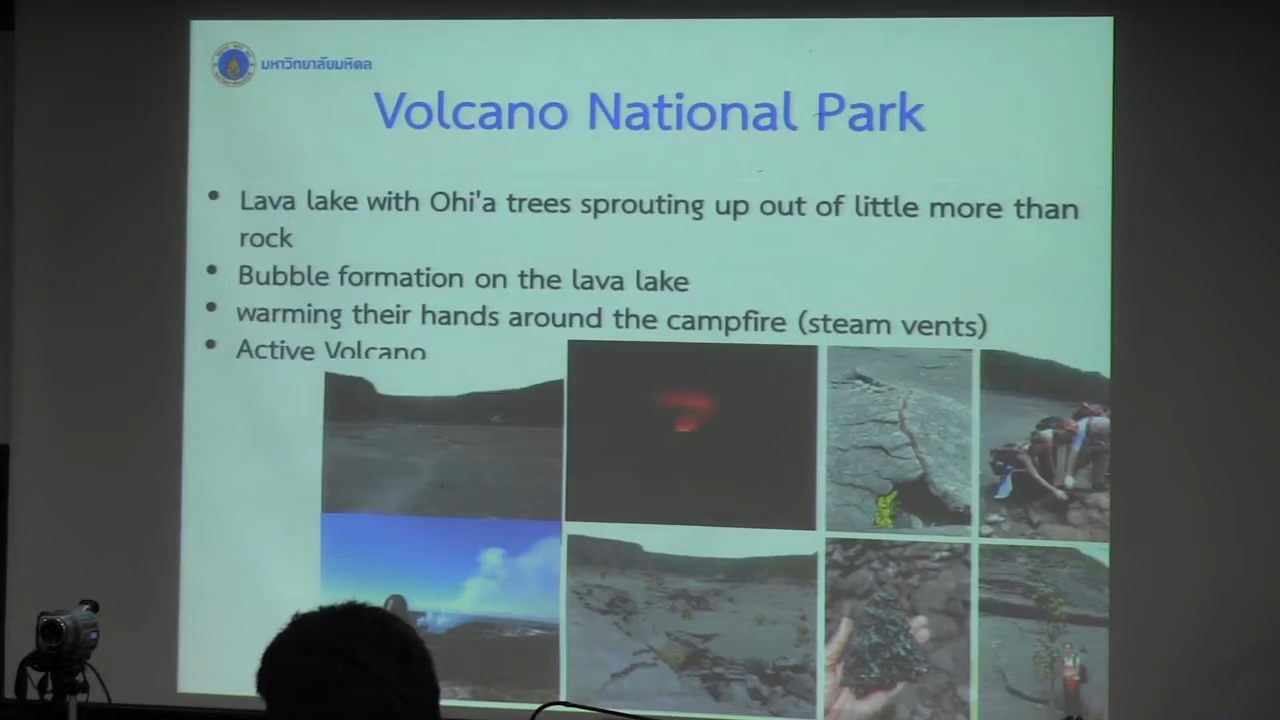 มหาวิทยาลัยมหิดล
Volcano National Park
• Lava lake with Ohi'a trees sprouting up out of little more than
rock
• Bubble formation on the lava lake
• warming their hands around the campfire (steam vents)
• Active Volcano